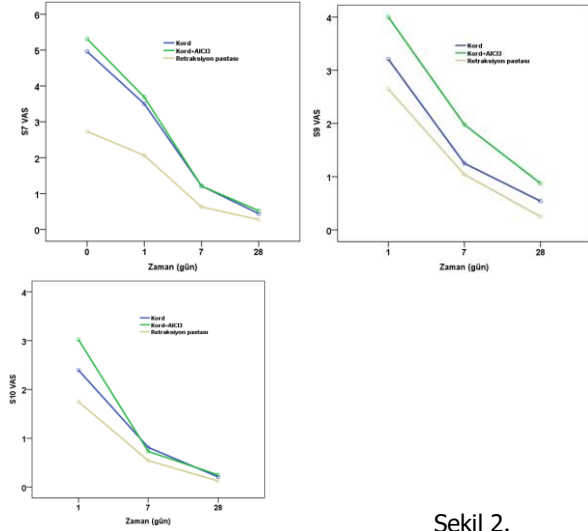 6
5
4
3
2
1
0
S7 VAS
Kord
Kord+AlCl3
Retraksiyon pastası
0 1 7 28
Zaman (gün)
4
3
2
1
0
S9 VAS
Kord
Kord+AlCl3
Retraksiyon pastası
1 7 28
Zaman (gün)
4
3
2
1
0
S10 VAS
Kord
Kord+AlCl3
Retraksiyon pastası
1 7 28
Zaman (gün)
Şekil 2.